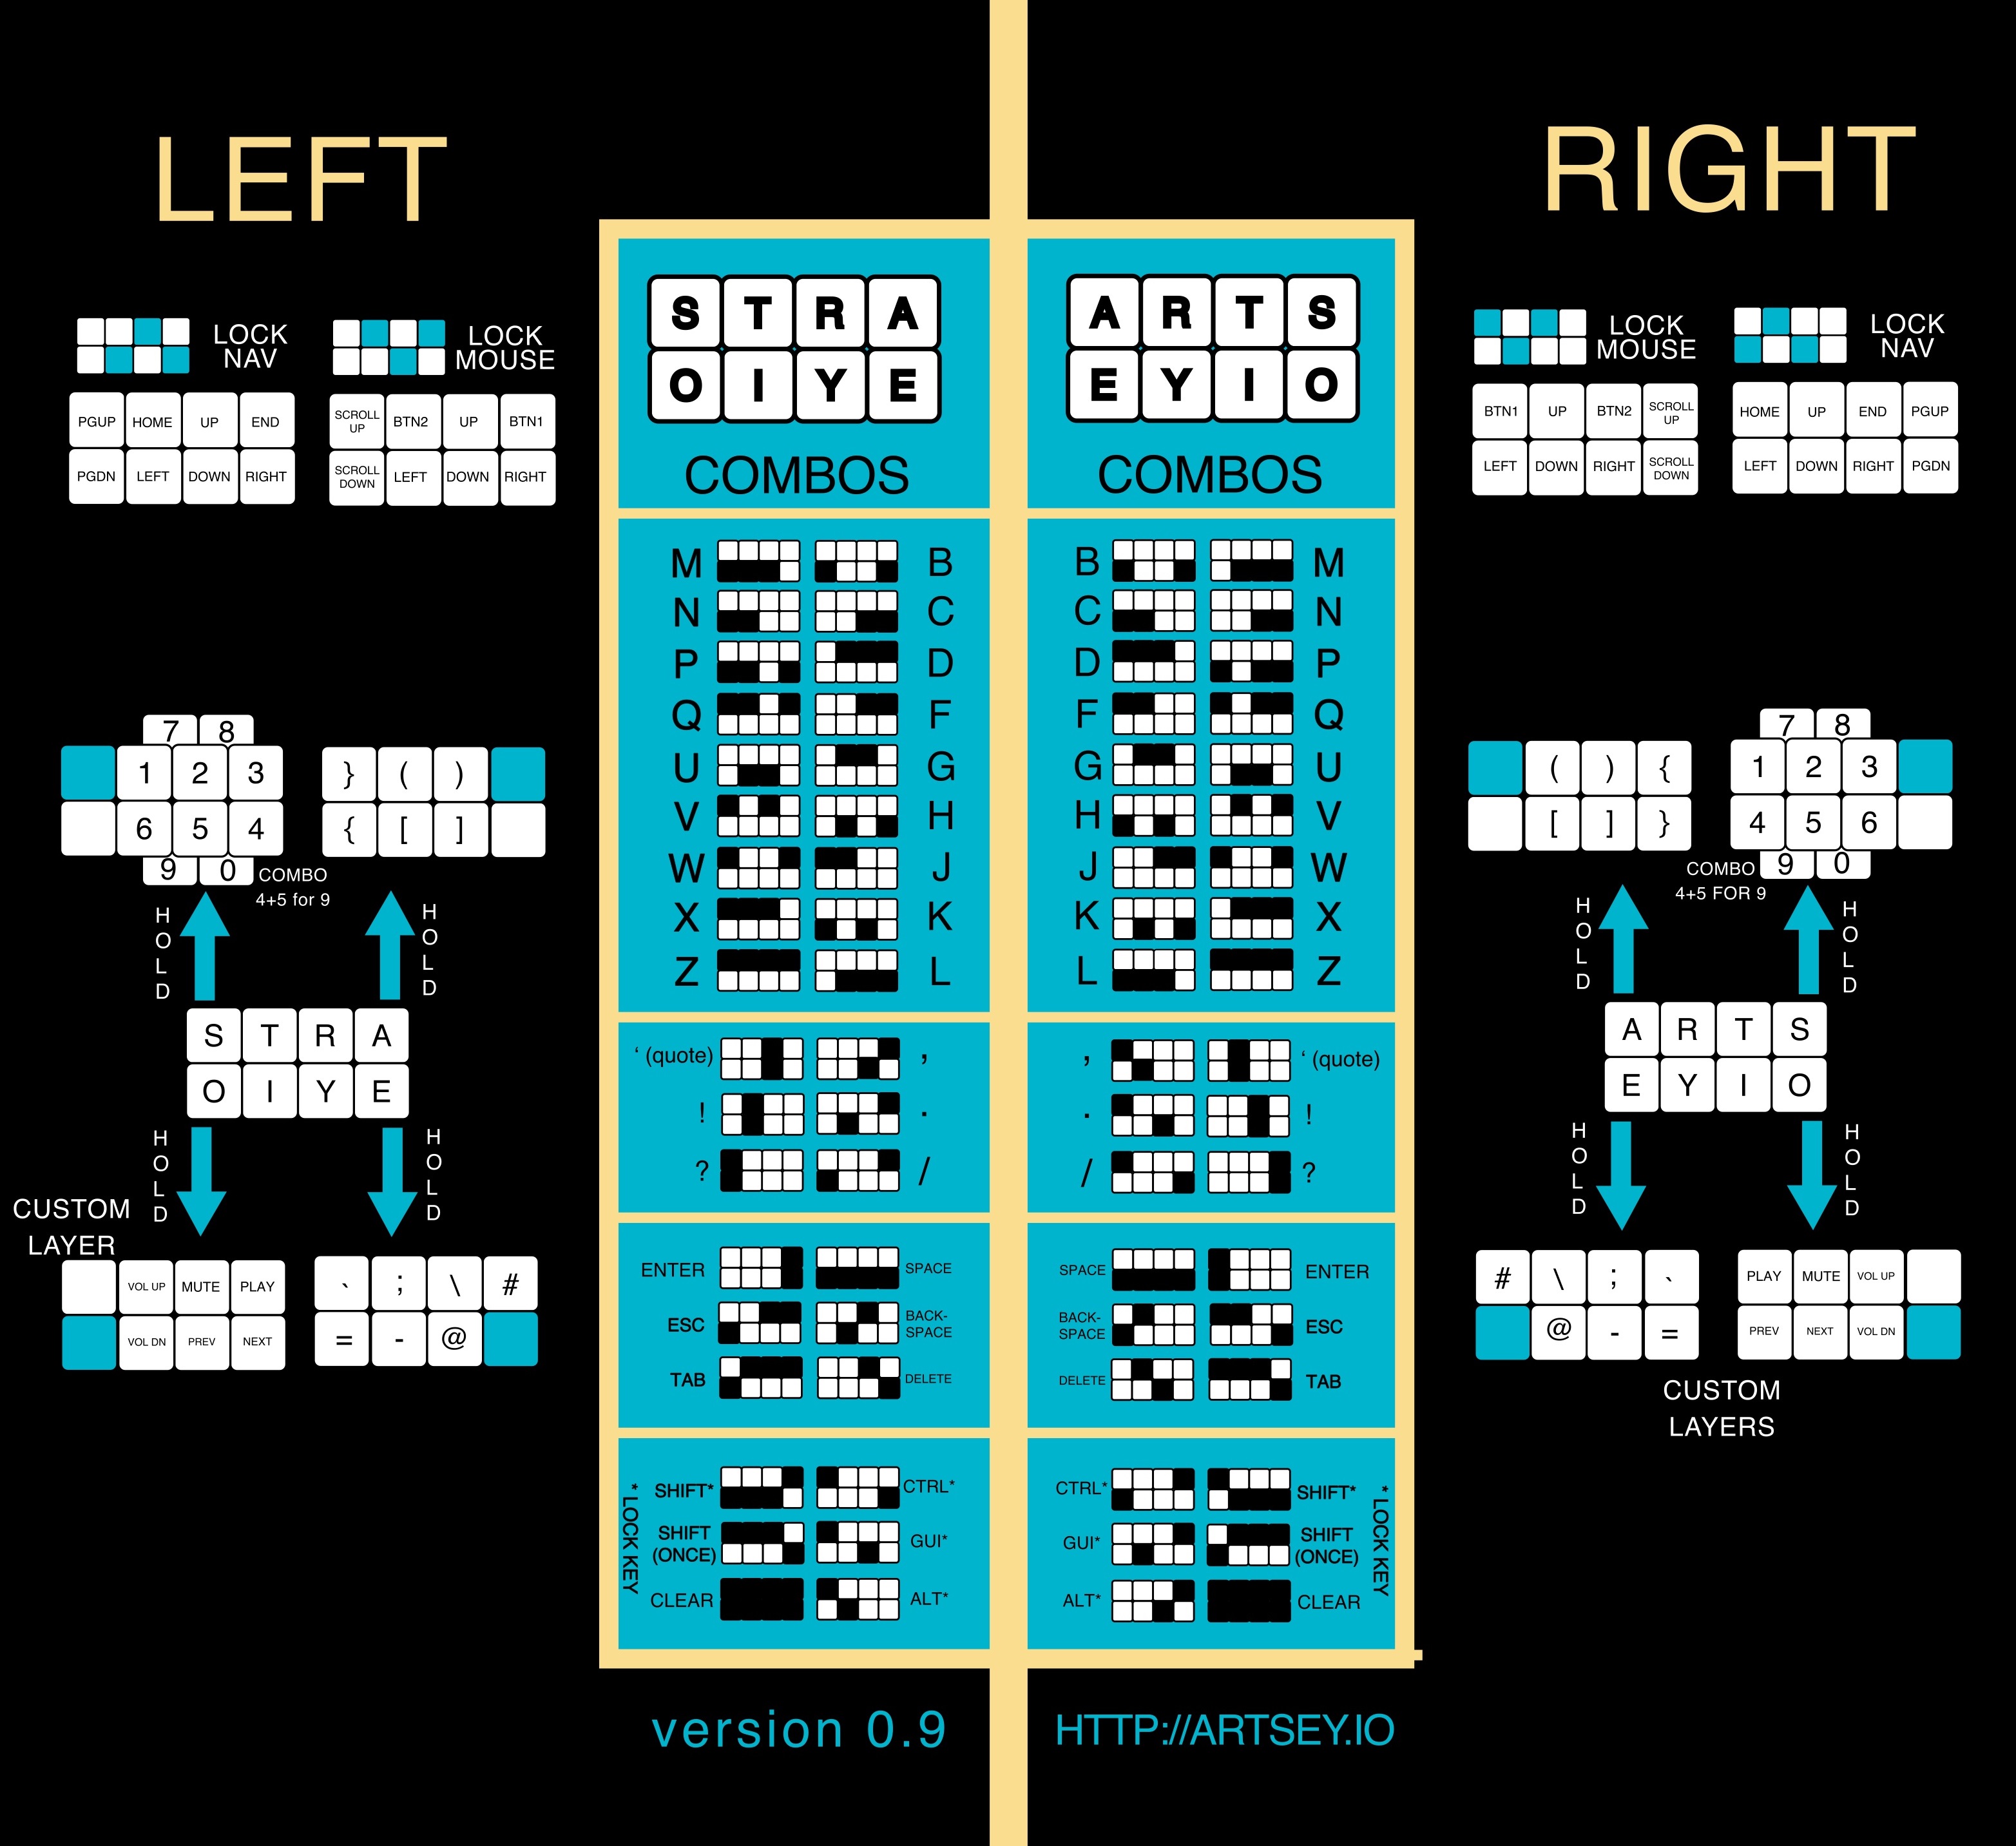 LEFT
RIGHT
LOCK
NAV
PGUP HOME UP END
PGDN LEFT DOWN RIGHT
LOCK
MOUSE
SCROLL UP BTN2 UP BTN1
SCROLL DOWN LEFT DOWN RIGHT
7 8
1 2 3
6 5 4
9 0
COMBO
4+5 for 9
} ( )
{ [ ]
HOLD
HOLD
S T R A
O I Y E
HOLD
HOLD
CUSTOM
LAYER
VOL UP MUTE PLAY
VOL DN PREV NEXT
` ; \ #
= - @
S T R A
O I Y E
COMBOS
M B
N C
P D
Q F
U G
V H
W J
X K
Z L
‘ (quote) ,
! .
? /
ENTER SPACE
ESC BACK-
SPACE
TAB DELETE
* LOCK KEY
SHIFT* CTRL*
SHIFT
(ONCE) GUI*
CLEAR ALT*
version 0.9
A R T S
E Y I O
COMBOS
B M
C N
D P
F Q
G U
H V
J W
K X
L Z
, ‘ (quote)
. !
/ ?
SPACE ENTER
BACK-
SPACE ESC
DELETE TAB
CTRL* SHIFT*
GUI* SHIFT
(ONCE)
ALT* CLEAR
* LOCK KEY
HTTP://ARTSEY.IO
LOCK
MOUSE
BTN1 UP BTN2 SCROLL UP
LEFT DOWN RIGHT SCROLL DOWN
LOCK
NAV
HOME UP END PGUP
LEFT DOWN RIGHT PGDN
( ) {
[ ] }
7 8
1 2 3
4 5 6
9 0
COMBO
4+5 FOR 9
HOLD
HOLD
A R T S
E Y I O
HOLD
HOLD
# \ ; `
@ - =
PLAY MUTE VOL UP
PREV NEXT VOL DN
CUSTOM
LAYERS